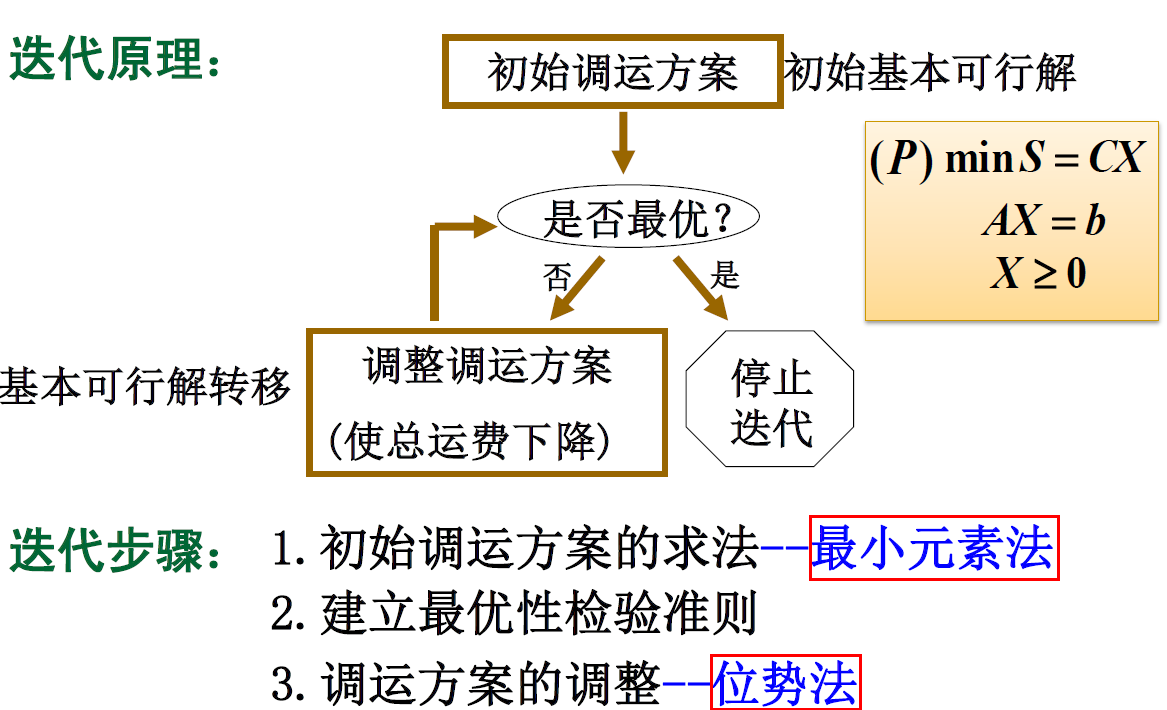 迭代原理：
初始调运方案
初始基本可行解
(P) min S = CX
AX = b
X ≥ 0
是否最优？
否
是
基本可行解转移
调整调运方案
(使总运费下降)
停止
迭代
迭代步骤：
1. 初始调运方案的求法--最小元素法
2. 建立最优性检验准则
3. 调运方案的调整--位势法